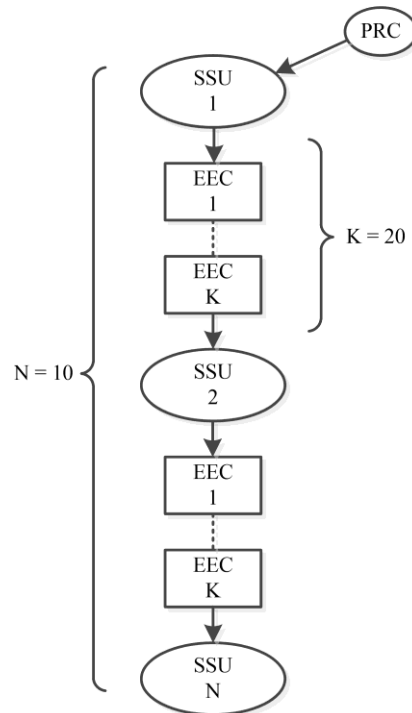 PRC
SSU
1
EEC
1
K = 20
EEC
K
N = 10
SSU
2
EEC
1
EEC
K
SSU
N